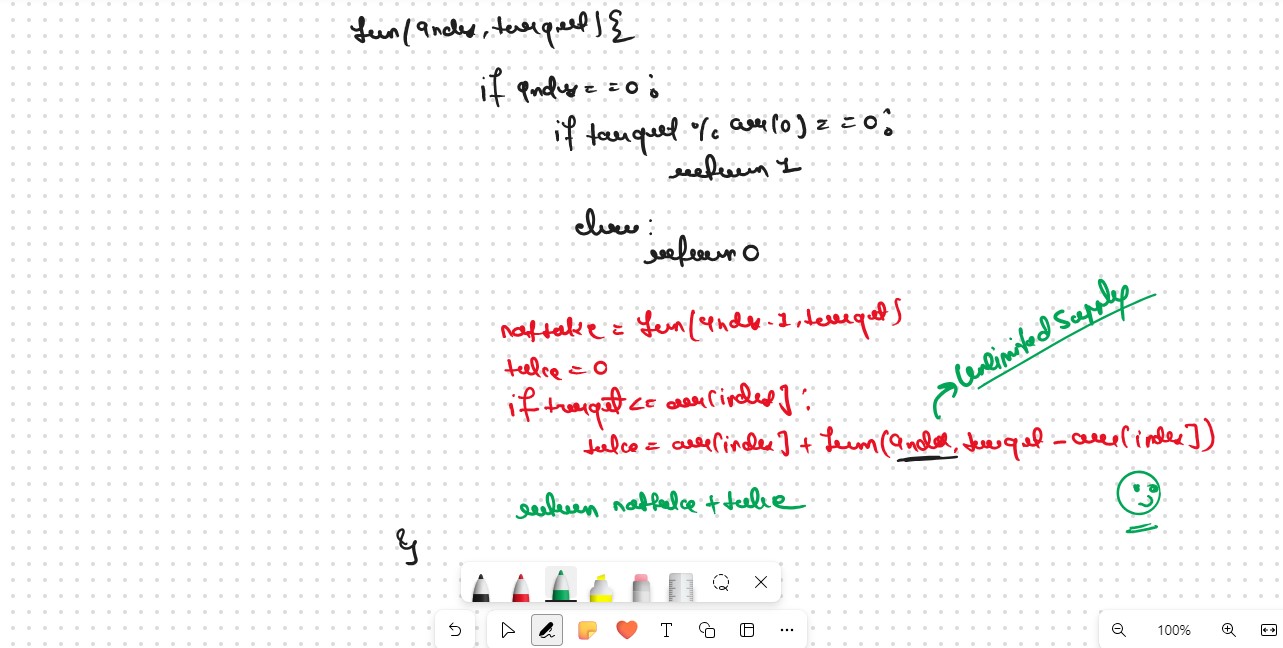 fun(index, target){
if index = = 0 :
if target % arr[0] = = 0 :
return 1
else :
return 0
nottake = fun(index - 1, target)
take = 0
if target <= arr[index] :
take = arr[index] + fun(index, target - arr[index])
Unlimited Supply
return nottake + take
}
T
100%